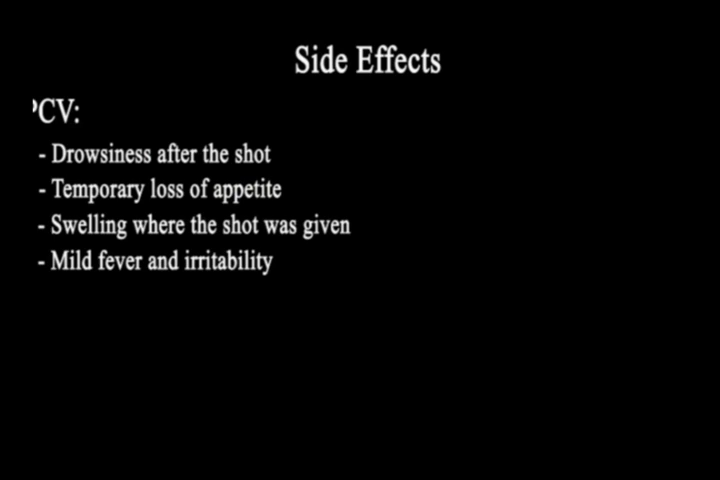 Side Effects
PCV:
- Drowsiness after the shot
- Temporary loss of appetite
- Swelling where the shot was given
- Mild fever and irritability